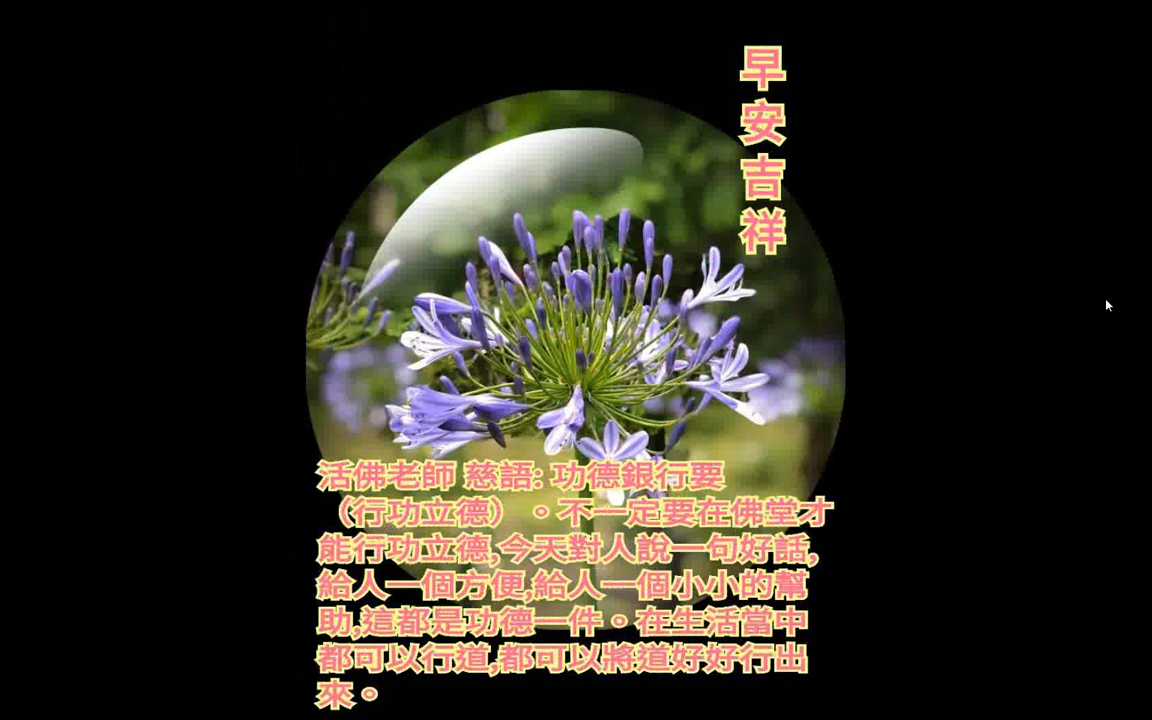 早安吉祥
活佛老師 慈語: 功德銀行要
（行功立德）。不一定要在佛堂才
能行功立德,今天對人說一句好話,
給人一個方便,給人一個小小的幫
助,這都是功德一件。在生活當中
都可以行道,都可以將道好好行出
來。